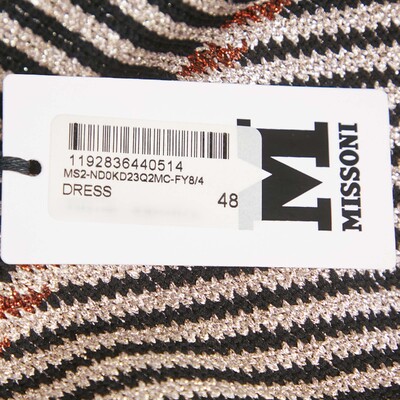 1192836440514
MS2-ND0KD23Q2MC-FY8/4
DRESS 48
M
MISSONI